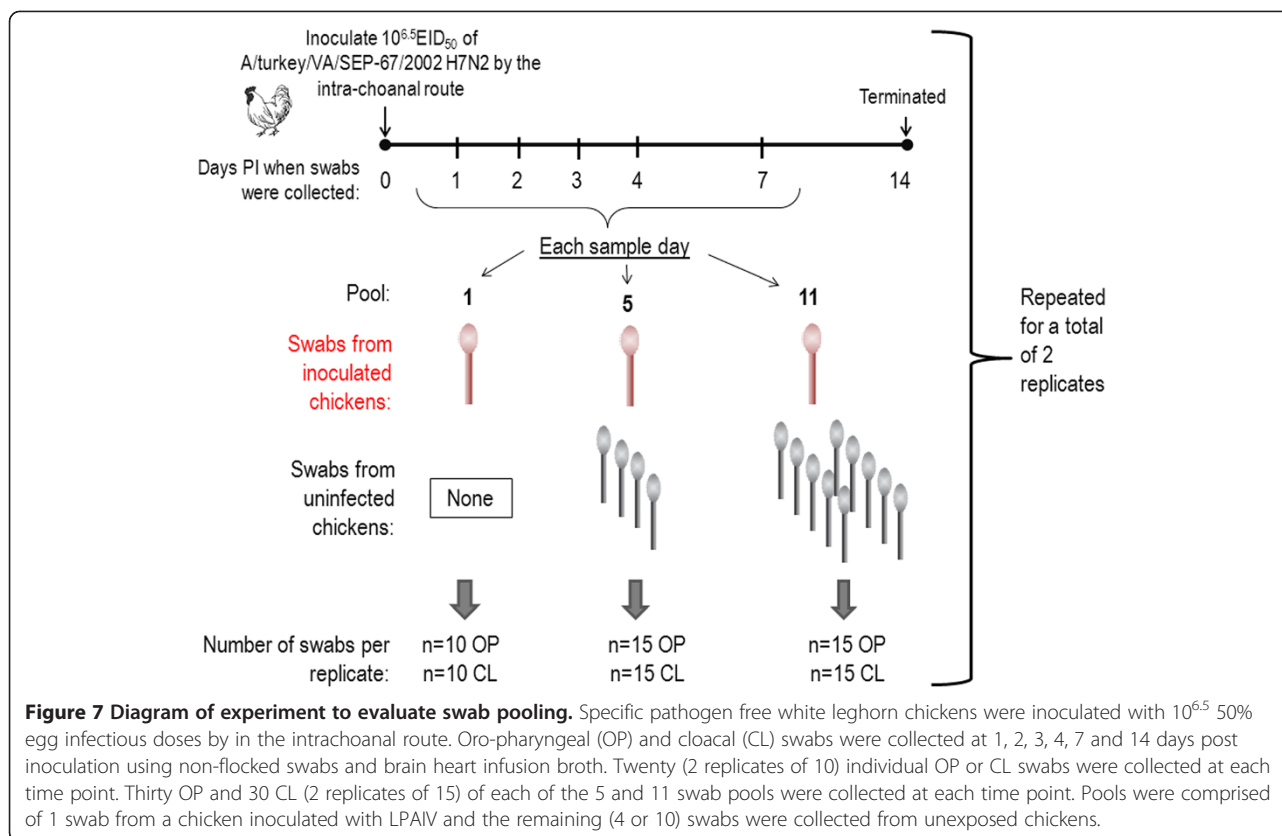 Inoculate 10^6.5EID50 of
A/turkey/VA/SEP-67/2002 H7N2 by the
intra-choanal route
Terminated
Days PI when swabs
were collected:
0 1 2 3 4 7 14
Each sample day
Pool: 1 5 11
Swabs from
inoculated
chickens:
Repeated
for a total
of 2
replicates
Swabs from
uninfected
chickens:
None
Number of swabs per
replicate:
n=10 OP n=15 OP n=15 OP
n=10 CL n=15 CL n=15 CL
Figure 7 Diagram of experiment to evaluate swab pooling. Specific pathogen free white leghorn chickens were inoculated with 10^6.5 50%
egg infectious doses by in the intrachoanal route. Oro-pharyngeal (OP) and cloacal (CL) swabs were collected at 1, 2, 3, 4, 7 and 14 days post
inoculation using non-flocked swabs and brain heart infusion broth. Twenty (2 replicates of 10) individual OP or CL swabs were collected at each
time point. Thirty OP and 30 CL (2 replicates of 15) of each of the 5 and 11 swab pools were collected at each time point. Pools were comprised
of 1 swab from a chicken inoculated with LPAIV and the remaining (4 or 10) swabs were collected from unexposed chickens.